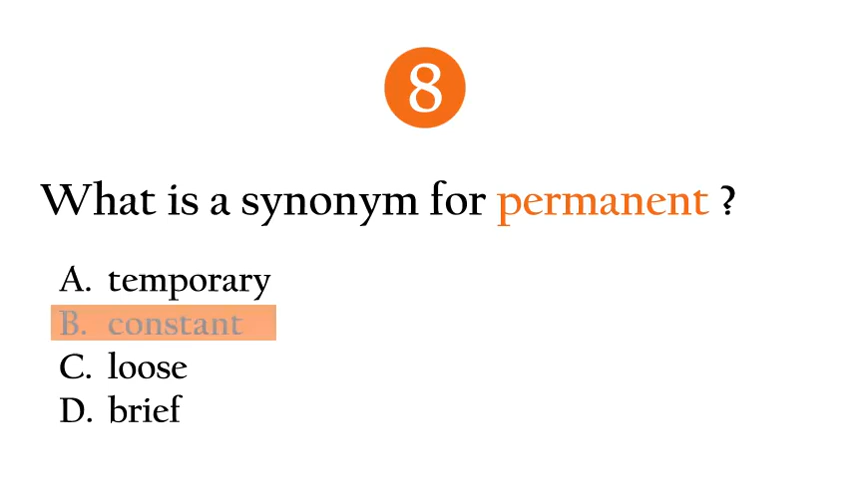 8
What is a synonym for permanent ?
A. temporary
B. constant
C. loose
D. brief